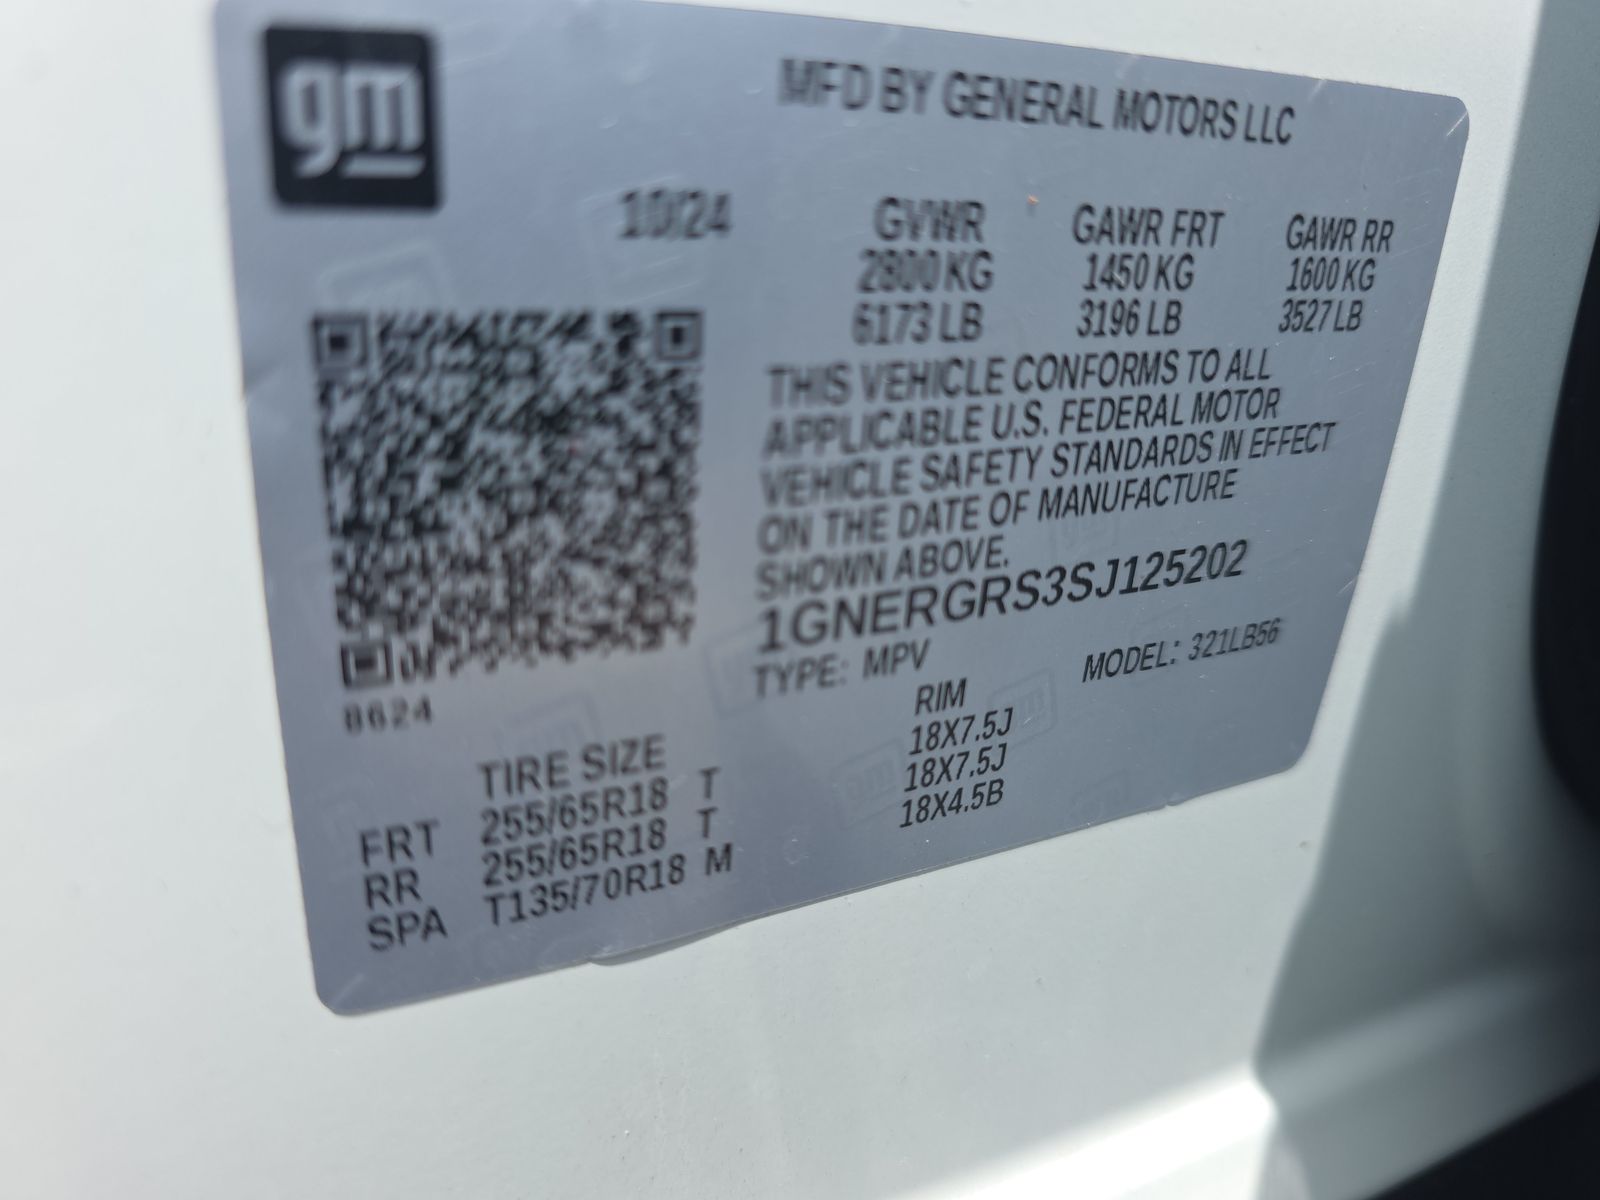 gm
MFD BY GENERAL MOTORS LLC
10/24
GVWR GAWR FRT GAWR RR
2800 KG 1450 KG 1600 KG
6173 LB 3196 LB 3527 LB
THIS VEHICLE CONFORMS TO ALL
APPLICABLE U.S. FEDERAL MOTOR
VEHICLE SAFETY STANDARDS IN EFFECT
ON THE DATE OF MANUFACTURE
SHOWN ABOVE.
1GNERGRS3SJ125202
TYPE: MPV MODEL: 321LB56
8624
TIRE SIZE RIM
FRT 255/65R18 T 18X7.5J
RR 255/65R18 T 18X7.5J
SPA T135/70R18 M 18X4.5B